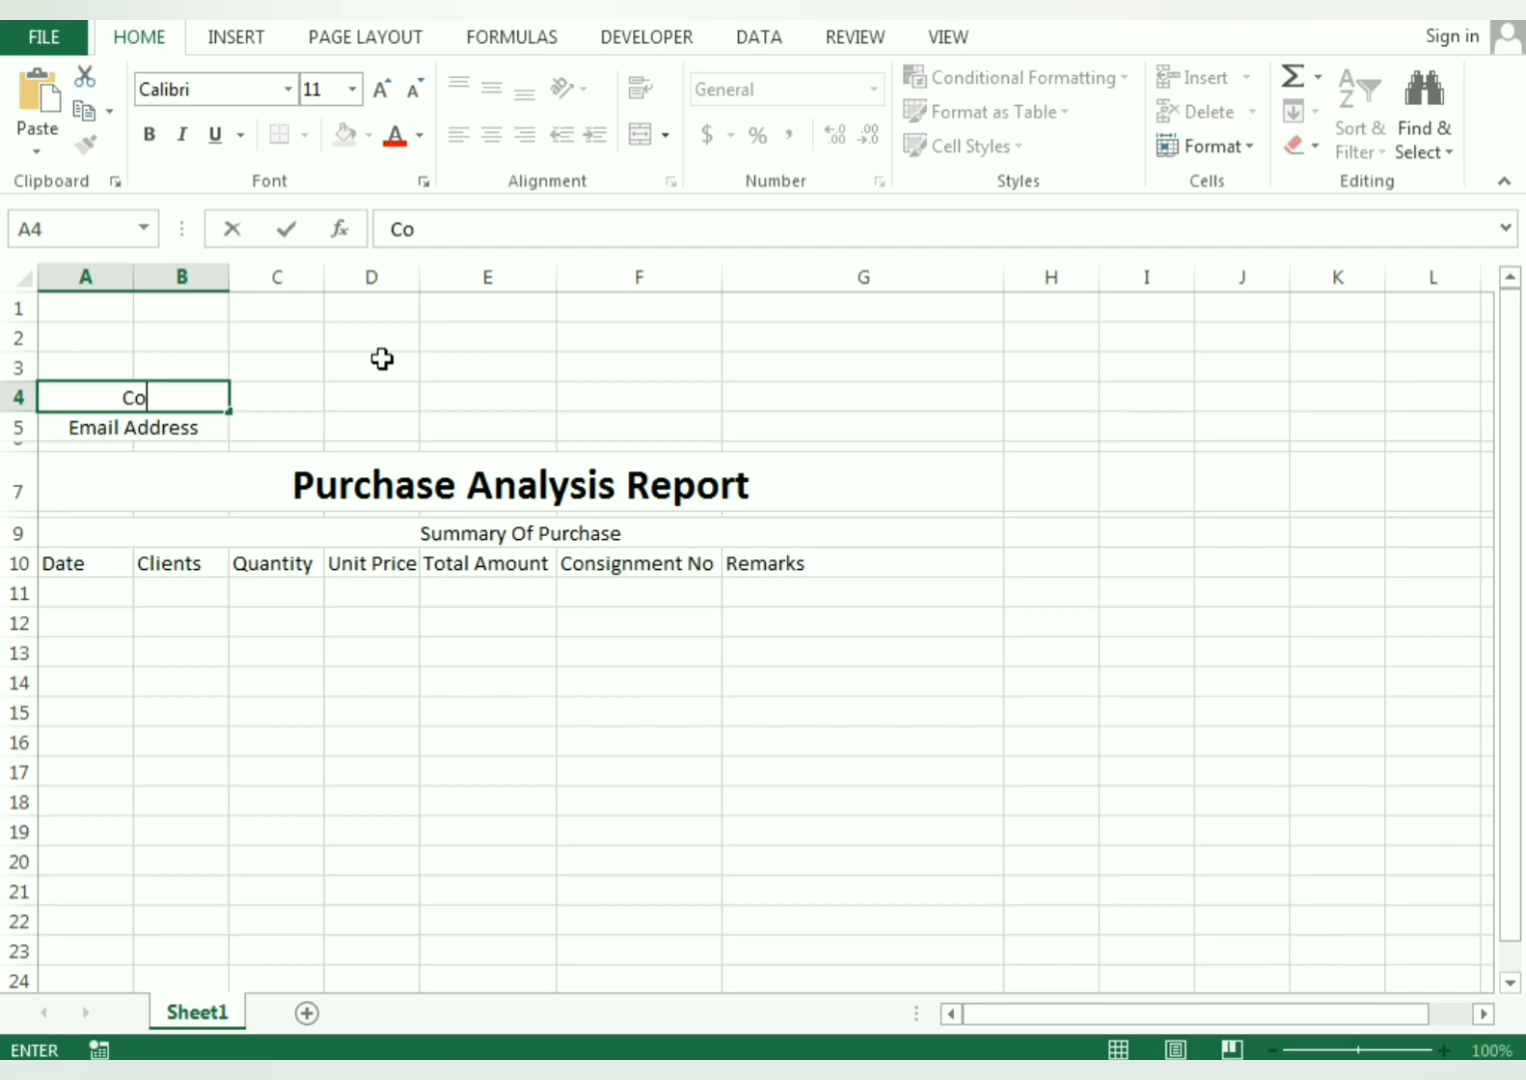 FILE HOME INSERT PAGE LAYOUT FORMULAS DEVELOPER DATA REVIEW VIEW Sign in
Paste
Clipboard
Calibri 11
B I U A
Font
Alignment
General
$ % ,
Number
Conditional Formatting
Format as Table
Cell Styles
Styles
Insert
Delete
Format
Cells
Sort & Filter
Find & Select
Editing
A4 fx Co
A B C D E F G H I J K L
1
2
3
4 Co
5 Email Address
7 Purchase Analysis Report
9 Summary Of Purchase
10 Date Clients Quantity Unit Price Total Amount Consignment No Remarks
11
12
13
14
15
16
17
18
19
20
21
22
23
24
Sheet1
ENTER 100%